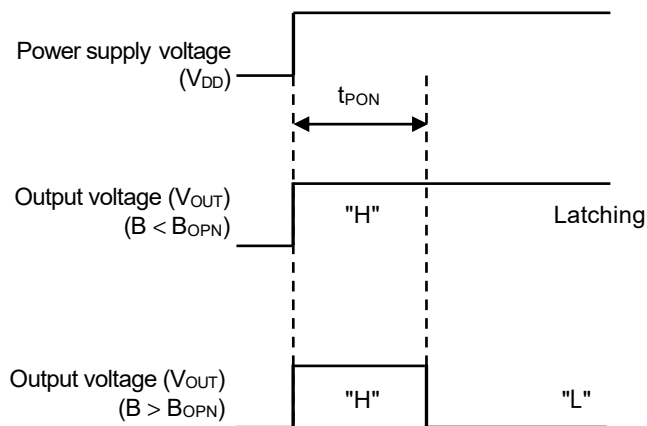 Power supply voltage
(VDD)
tPON
Output voltage (VOUT)
(B < BOPN)
"H"
Latching
Output voltage (VOUT)
(B > BOPN)
"H"
"L"